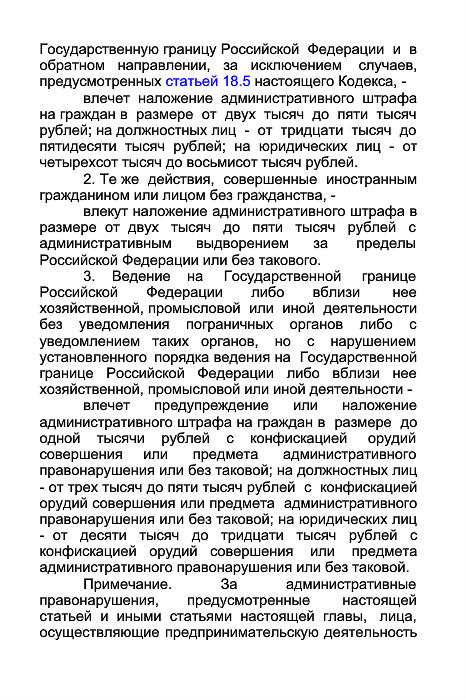 Государственную границу Российской Федерации и в
обратном направлении, за исключением случаев,
предусмотренных статьей 18.5 настоящего Кодекса, -
влечет наложение административного штрафа
на граждан в размере от двух тысяч до пяти тысяч
рублей; на должностных лиц - от тридцати тысяч до
пятидесяти тысяч рублей; на юридических лиц - от
четырехсот тысяч до восьмисот тысяч рублей.
2. Те же действия, совершенные иностранным
гражданином или лицом без гражданства, -
влекут наложение административного штрафа в
размере от двух тысяч до пяти тысяч рублей с
административным выдворением за пределы
Российской Федерации или без такового.
3. Ведение на Государственной границе
Российской Федерации либо вблизи нее
хозяйственной, промысловой или иной деятельности
без уведомления пограничных органов либо с
уведомлением таких органов, но с нарушением
установленного порядка ведения на Государственной
границе Российской Федерации либо вблизи нее
хозяйственной, промысловой или иной деятельности -
влечет предупреждение или наложение
административного штрафа на граждан в размере до
одной тысячи рублей с конфискацией орудий
совершения или предмета административного
правонарушения или без таковой; на должностных лиц
- от трех тысяч до пяти тысяч рублей с конфискацией
орудий совершения или предмета административного
правонарушения или без таковой; на юридических лиц
- от десяти тысяч до тридцати тысяч рублей с
конфискацией орудий совершения или предмета
административного правонарушения или без таковой.
Примечание. За административные
правонарушения, предусмотренные настоящей
статьей и иными статьями настоящей главы, лица,
осуществляющие предпринимательскую деятельность